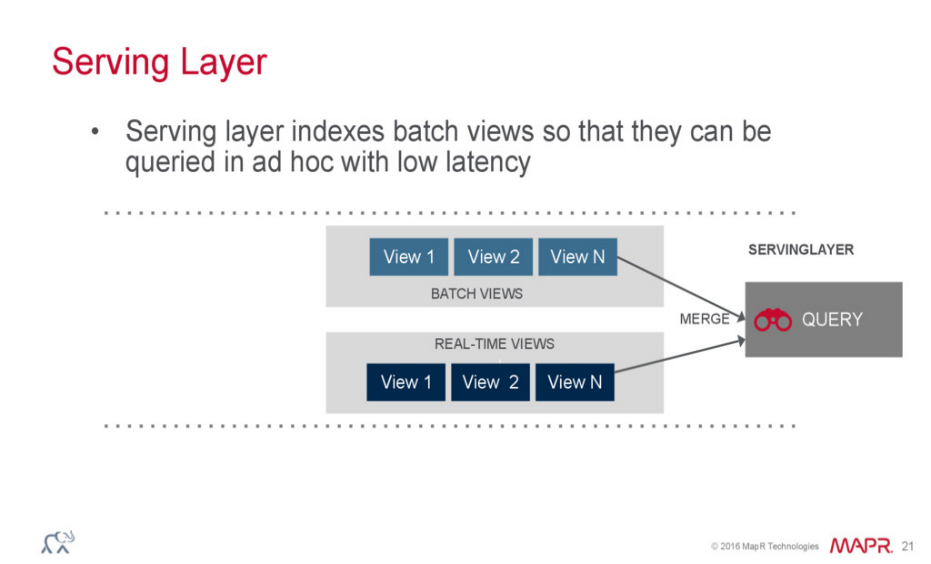 Serving Layer
• Serving layer indexes batch views so that they can be
queried in ad hoc with low latency
View 1 View 2 View N
BATCH VIEWS
SERVINGLAYER
MERGE
QUERY
REAL-TIME VIEWS
View 1 View 2 View N
© 2016 MapR Technologies MAPR. 21